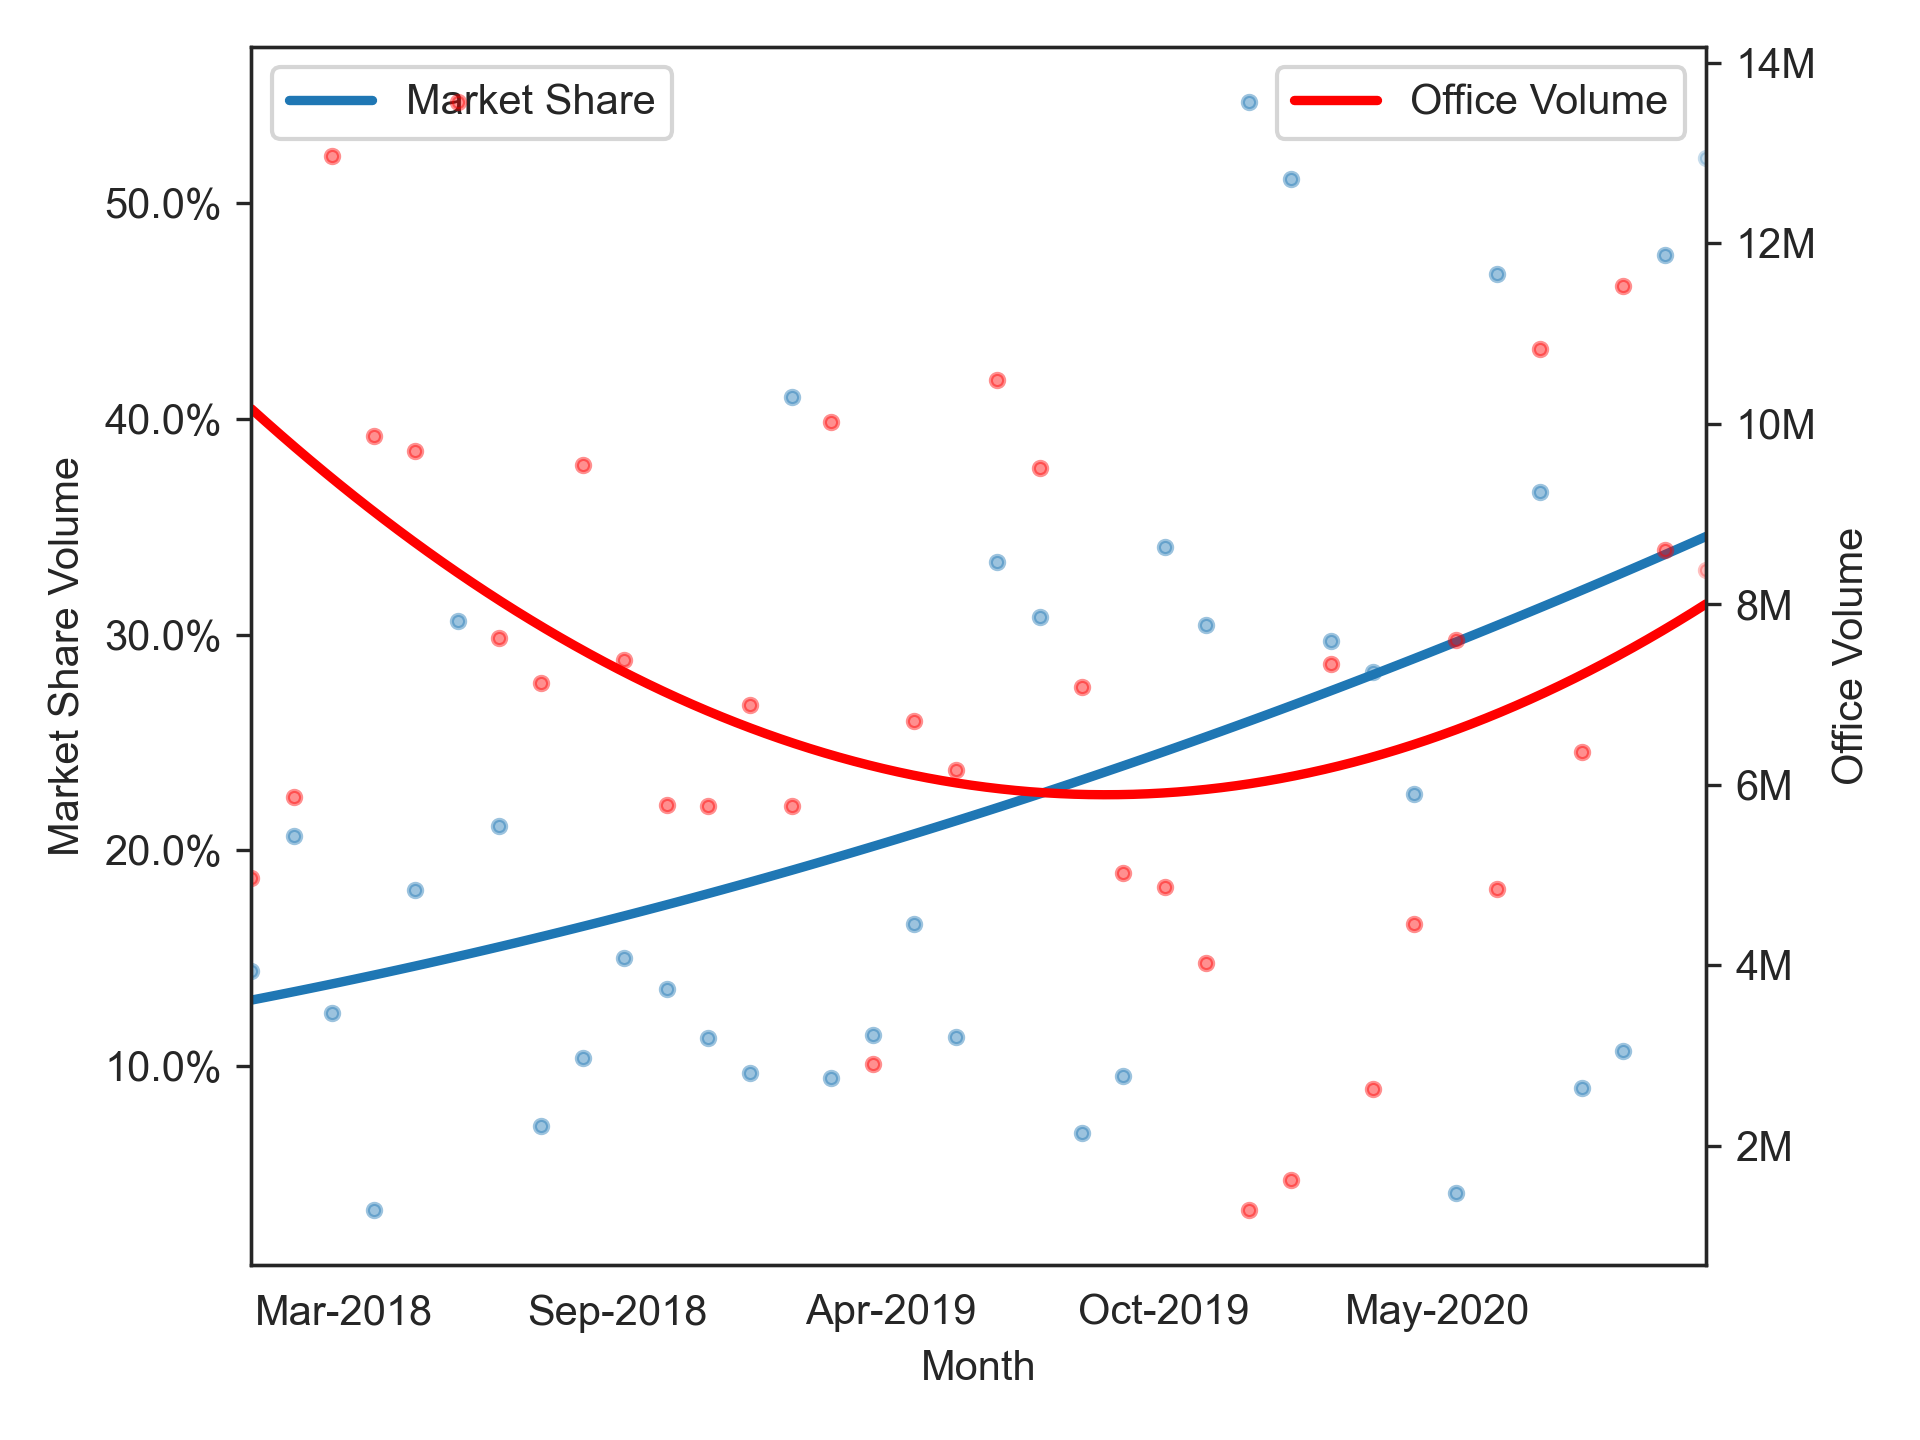 Market Share
Office Volume
14M
12M
10M
8M
6M
4M
2M
50.0%
40.0%
30.0%
20.0%
10.0%
Market Share Volume
Office Volume
Mar-2018
Sep-2018
Apr-2019
Oct-2019
May-2020
Month